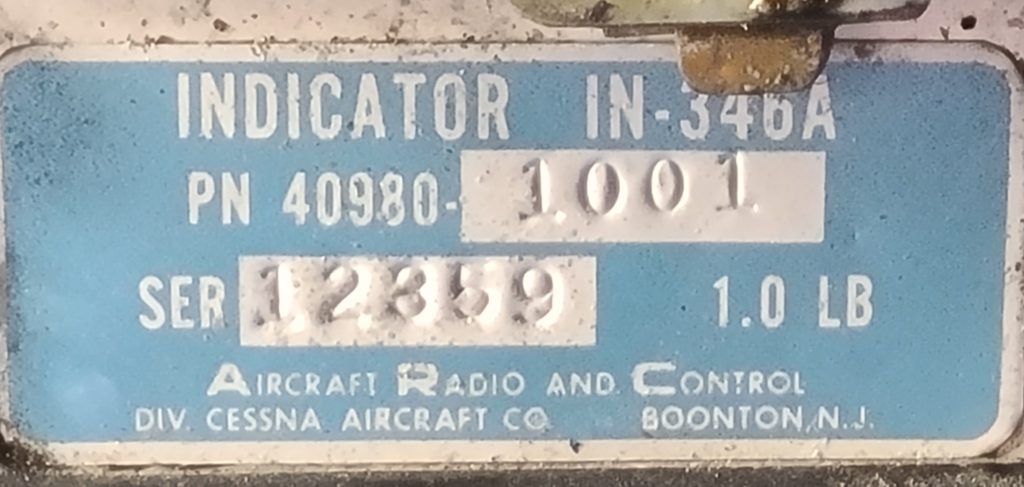 INDICATOR IN-346A
PN 40980-1001
SER 12359 1.0 LB
AIRCRAFT RADIO AND CONTROL
DIV. CESSNA AIRCRAFT CO. BOONTON, N.J.